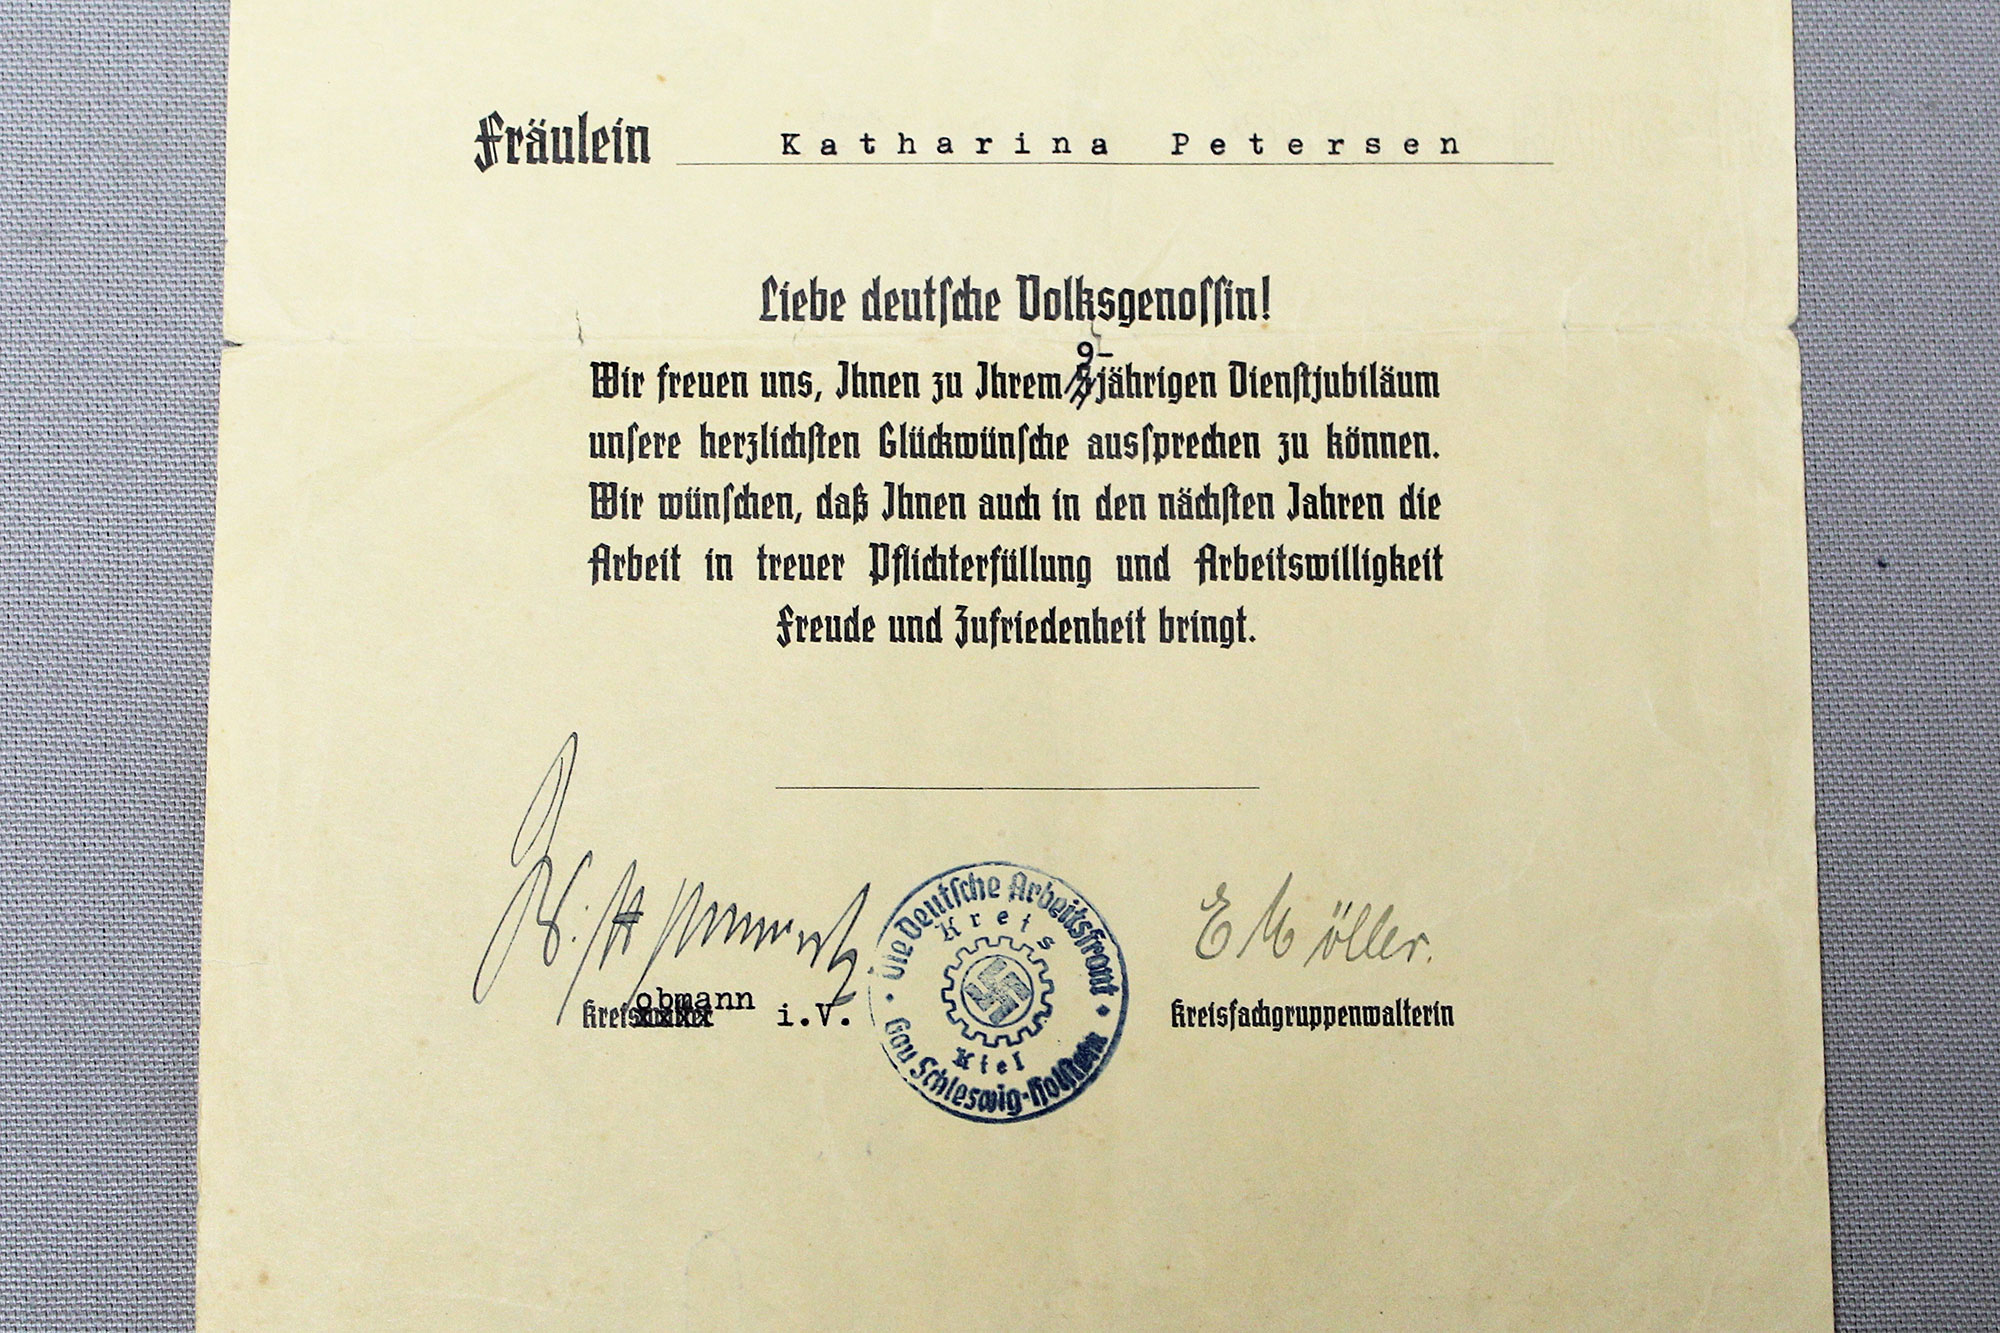 Fräulein Katharina Petersen
Liebe deutsche Volksgenossin!
9-
Wir freuen uns, Ihnen zu Ihrem jährigen Dienstjubiläum
unsere herzlichsten Glückwünsche aussprechen zu können.
Wir wünschen, daß Ihnen auch in den nächsten Jahren die
Arbeit in treuer Pflichterfüllung und Arbeitswilligkeit
Freude und Zufriedenheit bringt.
E Möller.
obmann
Kreiswalter i.V.
Die Deutsche Arbeitsfront
Kreis
Kiel
Gau Schleswig-Holstein
Kreisfachgruppenwalterin